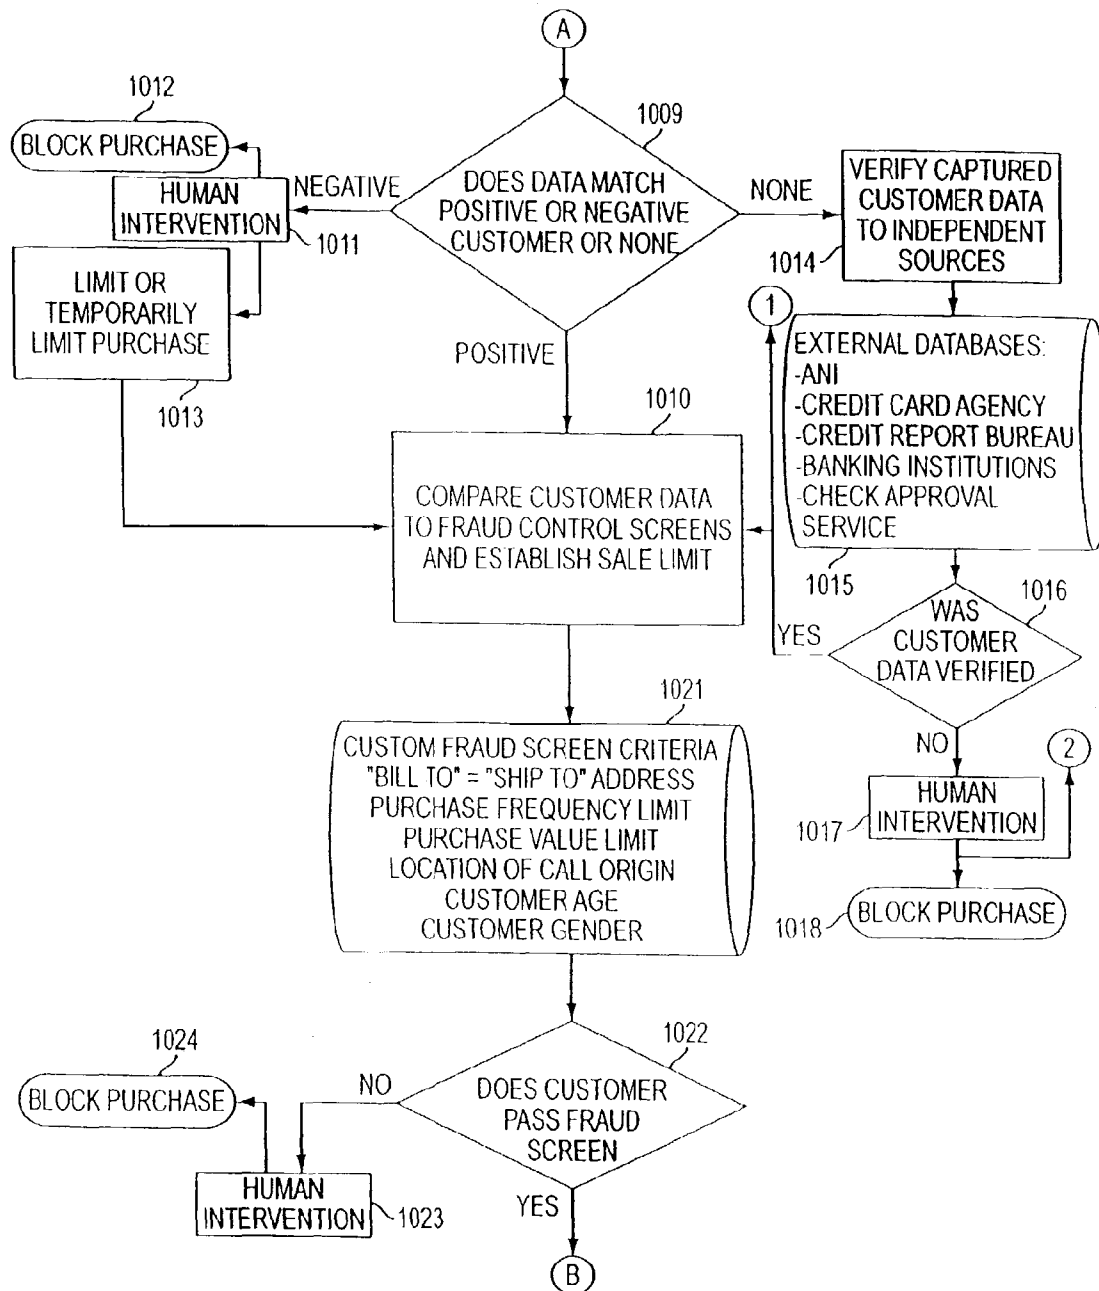 A
1012
BLOCK PURCHASE
1009
DOES DATA MATCH
POSITIVE OR NEGATIVE
CUSTOMER OR NONE
NEGATIVE
HUMAN
INTERVENTION
1011
NONE
VERIFY CAPTURED
CUSTOMER DATA
TO INDEPENDENT
SOURCES
1014
LIMIT OR
TEMPORARILY
LIMIT PURCHASE
1013
POSITIVE
1
EXTERNAL DATABASES:
-ANI
-CREDIT CARD AGENCY
-CREDIT REPORT BUREAU
-BANKING INSTITUTIONS
-CHECK APPROVAL
SERVICE
1015
1010
COMPARE CUSTOMER DATA
TO FRAUD CONTROL SCREENS
AND ESTABLISH SALE LIMIT
1016
WAS
CUSTOMER
DATA VERIFIED
YES
NO
2
HUMAN
INTERVENTION
1017
1018
BLOCK PURCHASE
1021
CUSTOM FRAUD SCREEN CRITERIA
"BILL TO" = "SHIP TO" ADDRESS
PURCHASE FREQUENCY LIMIT
PURCHASE VALUE LIMIT
LOCATION OF CALL ORIGIN
CUSTOMER AGE
CUSTOMER GENDER
1022
DOES CUSTOMER
PASS FRAUD
SCREEN
1024
BLOCK PURCHASE
NO
HUMAN
INTERVENTION
1023
YES
B